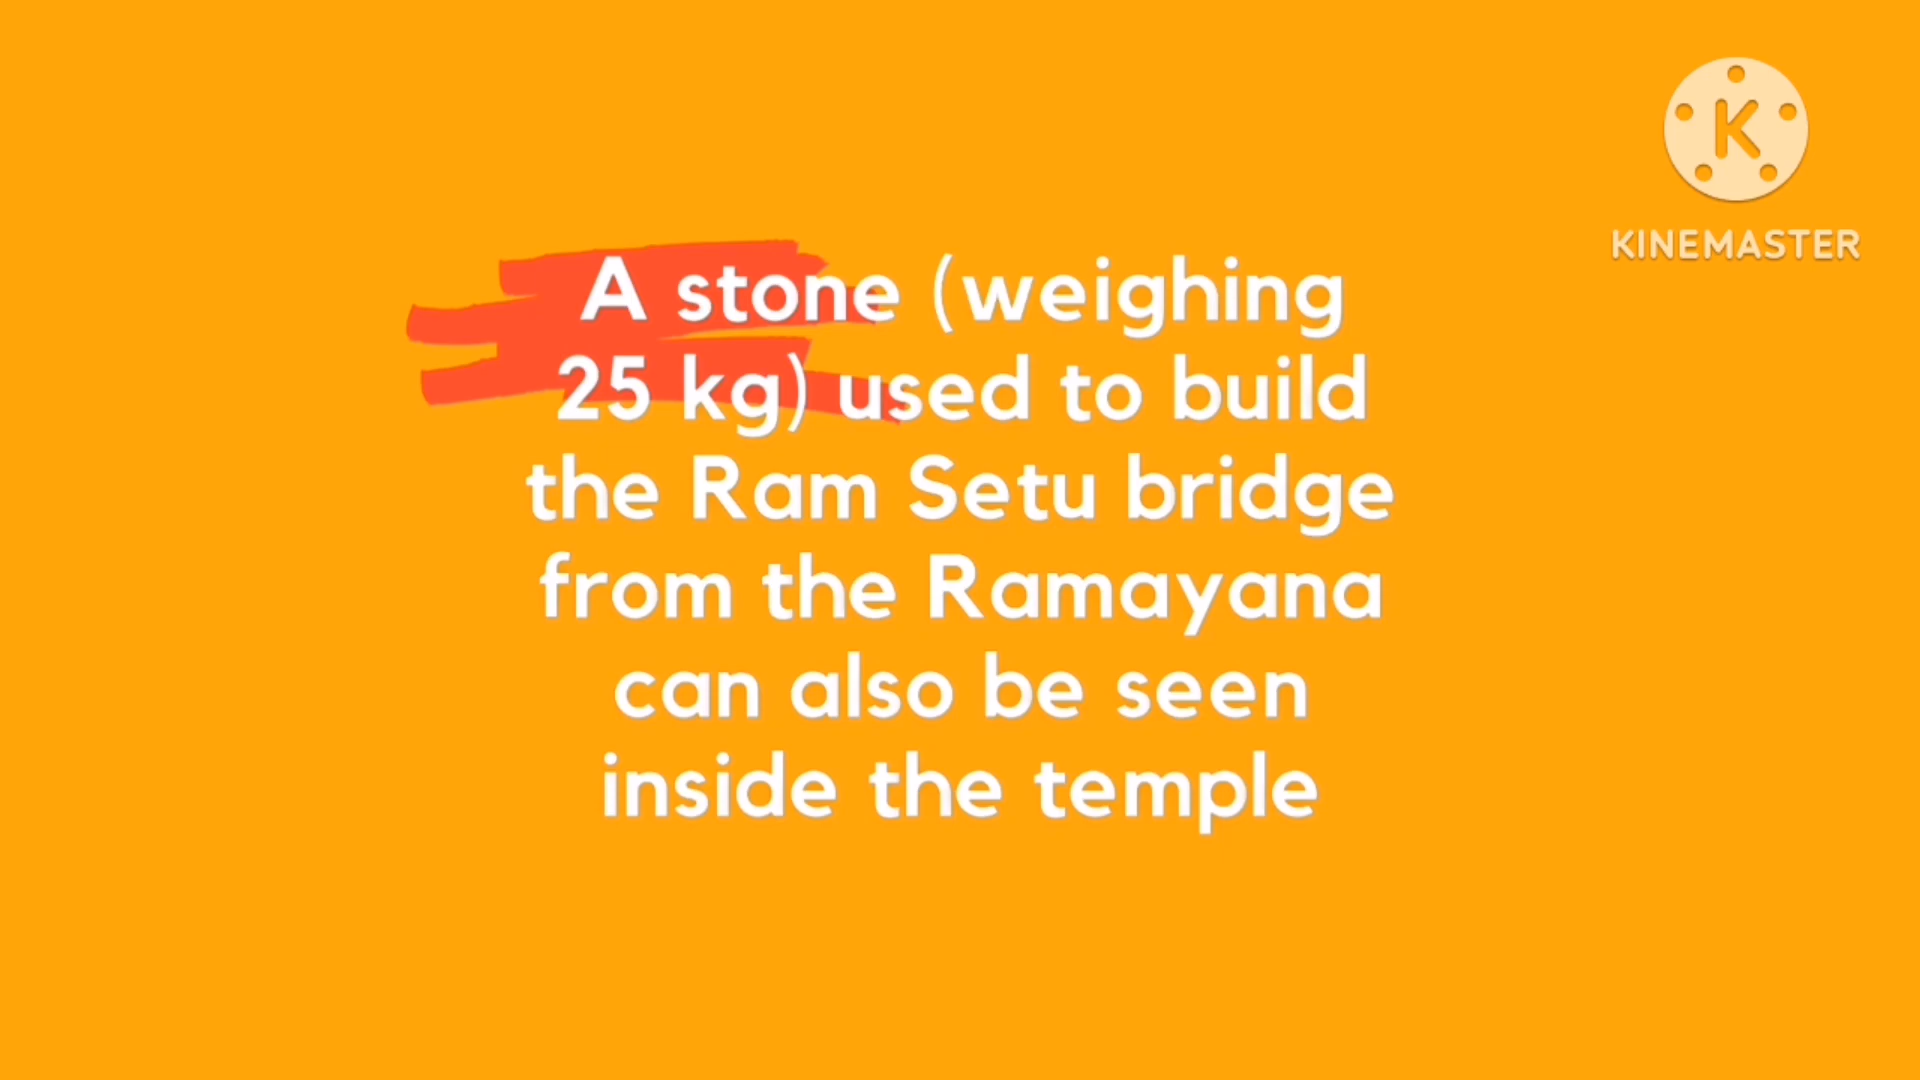 KINEMASTER
A stone (weighing
25 kg) used to build
the Ram Setu bridge
from the Ramayana
can also be seen
inside the temple